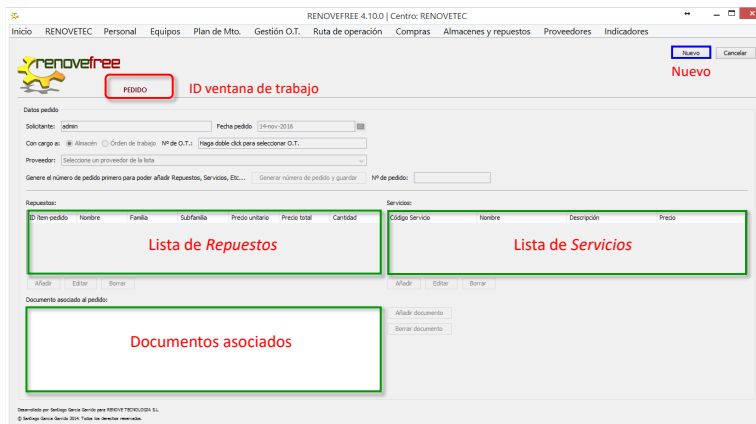 RENOVEFREE 4.10.0 | Centro: RENOVETEC
Inicio RENOVETEC Personal Equipos Plan de Mto. Gestión O.T. Ruta de operación Compras Almacenes y repuestos Proveedores Indicadores
renovefree
Nuevo Cancelar
Nuevo
PEDIDO
ID ventana de trabajo
Datos pedido
Solicitante: admin Fecha pedido 14-nov-2016
Con cargo a: Almacén Órden de trabajo Nº de O.T.: Haga doble click para seleccionar O.T.
Proveedor: Seleccione un proveedor de la lista
Genere el número de pedido primero para poder añadir Repuestos, Servicios, Etc... Generar número de pedido y guardar Nº de pedido:
Repuestos: Servicios:
ID ítem-pedido Nombre Familia Subfamilia Precio unitario Precio total Cantidad Código Servicio Nombre Descripción Precio
Lista de Repuestos Lista de Servicios
Añadir Editar Borrar Añadir Editar Borrar
Documento asociado al pedido:
Añadir documento
Borrar documento
Documentos asociados
Desarrollado por Santiago García Garrido para RENOVE TECNOLOGÍA S.L.
© Santiago García Garrido 2014. Todos los derechos reservados.